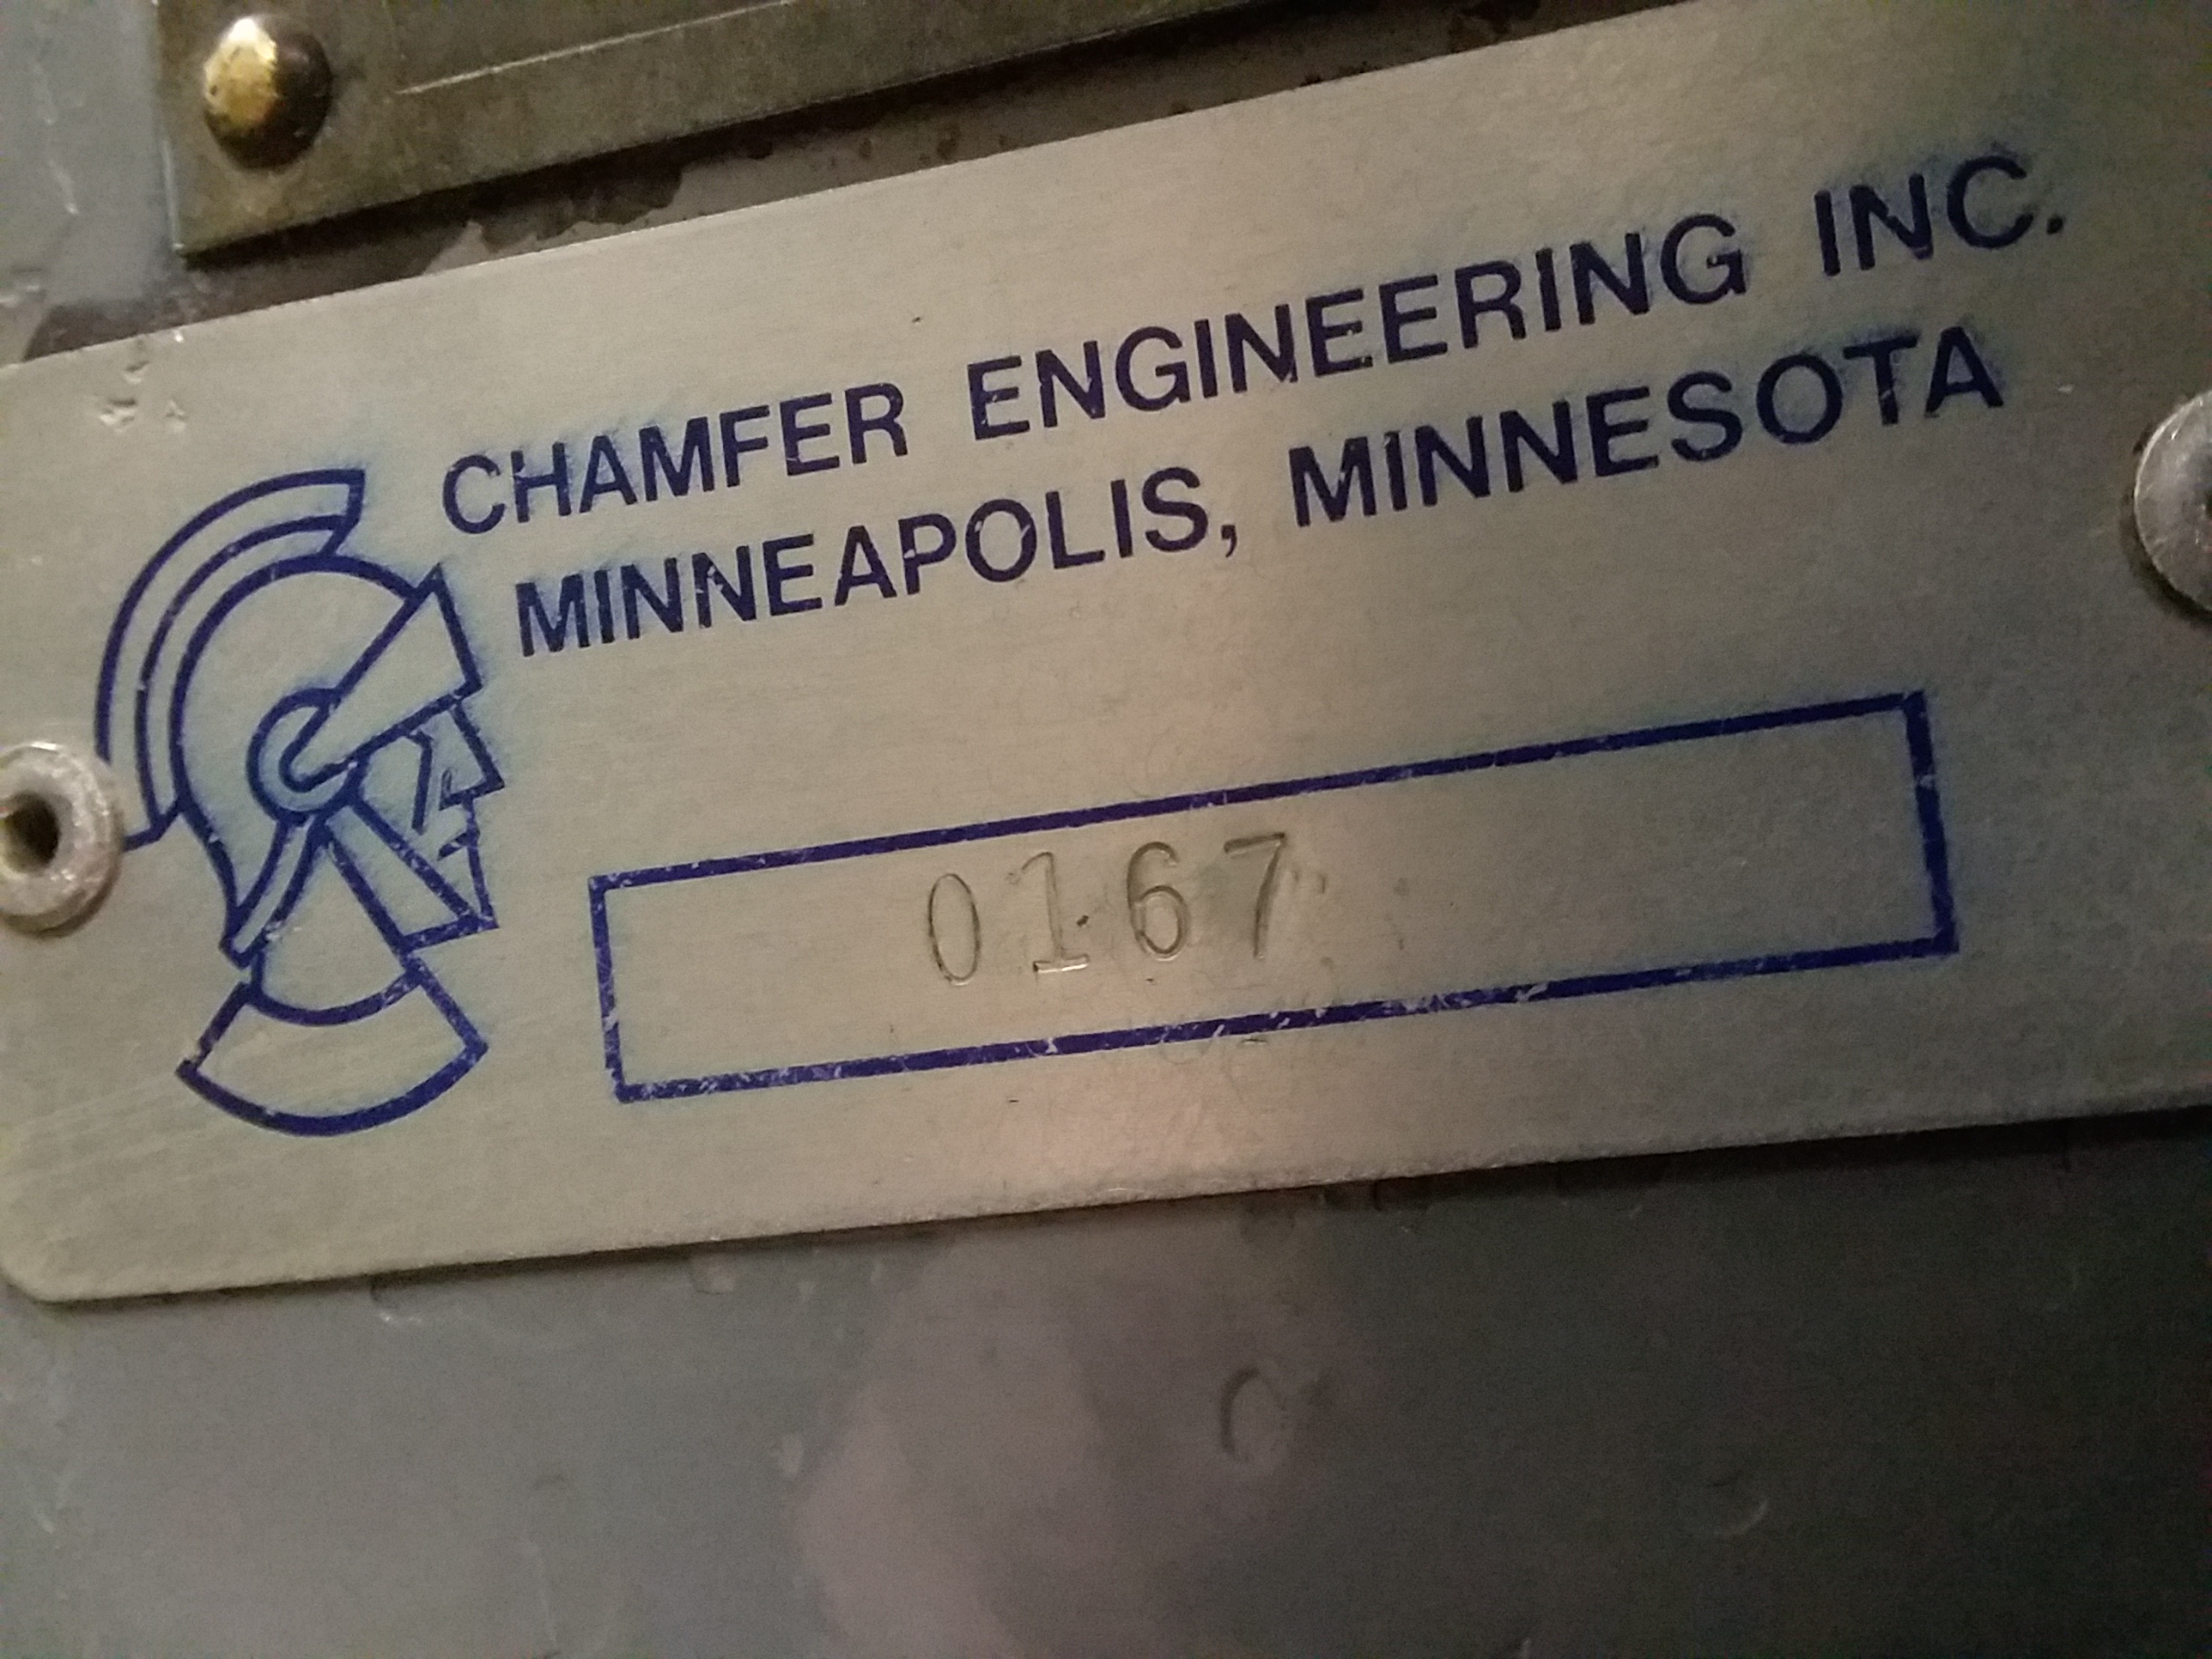 CHAMFER ENGINEERING INC.
MINNEAPOLIS, MINNESOTA
0167